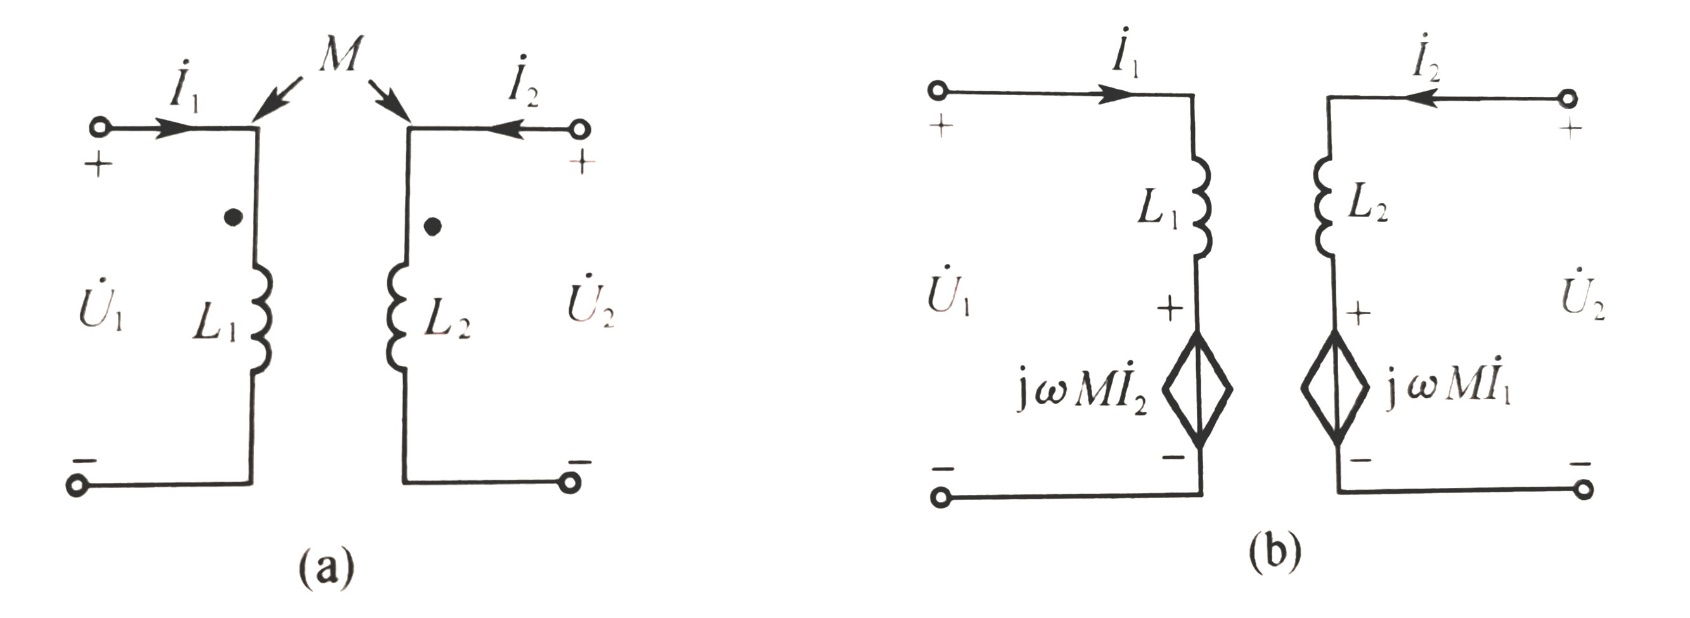 M
İ₁
İ₂
+
+
U̇₁
L₁
L₂
U̇₂
−
−
(a)
İ₁
İ₂
+
+
L₁
L₂
U̇₁
U̇₂
+
+
jωMİ₂
jωMİ₁
−
−
−
−
(b)